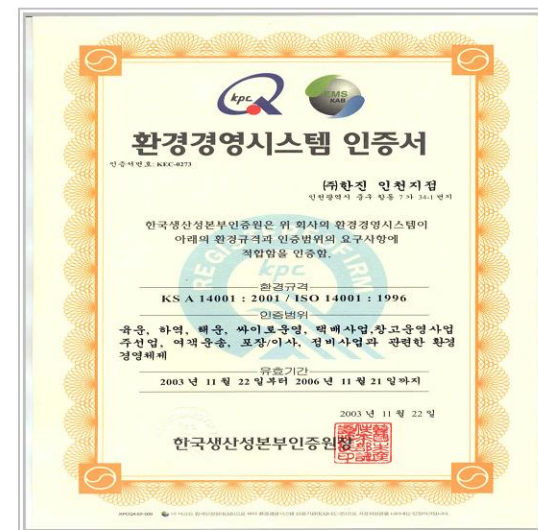 kpc
EMS
KAB
환경경영시스템 인증서
인증서번호: KEC-0273
(주)한진 인천지점
인천광역시 중구 항동 7가 34-1 번지
한국생산성본부인증원은 위 회사의 환경경영시스템이
아래의 환경규격과 인증범위의 요구사항에
적합함을 인증함.
REGISTERED FIRM
kpc
환경규격
KS A 14001 : 2001 / ISO 14001 : 1996
인증범위
육운, 하역, 해운, 싸이로운영, 택배사업,창고운영사업
주선업, 여객운송, 포장/이사, 정비사업과 관련한 환경
경영체제
유효기간
2003 년 11 월 22 일부터 2006 년 11 월 21 일까지
2003 년 11 월 22 일
한국생산성본부인증원장